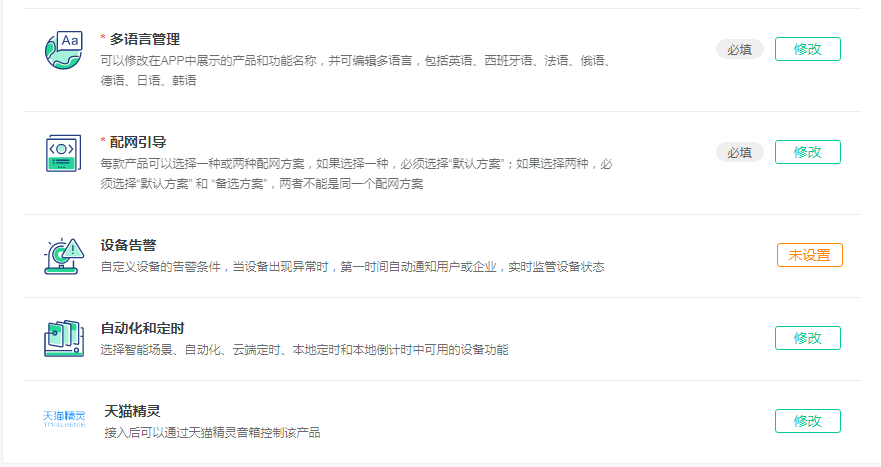 Aa
* 多语言管理
可以修改在APP中展示的产品和功能名称，并可编辑多语言，包括英语、西班牙语、法语、俄语、
德语、日语、韩语
必填
修改
* 配网引导
每款产品可以选择一种或两种配网方案，如果选择一种，必须选择“默认方案”；如果选择两种，必
须选择“默认方案” 和 “备选方案”，两者不能是同一个配网方案
必填
修改
设备告警
自定义设备的告警条件，当设备出现异常时，第一时间自动通知用户或企业，实时监管设备状态
未设置
自动化和定时
选择智能场景、自动化、云端定时、本地定时和本地倒计时中可用的设备功能
修改
天猫精灵
TMALL GENIE
天猫精灵
接入后可以通过天猫精灵音箱控制该产品
修改